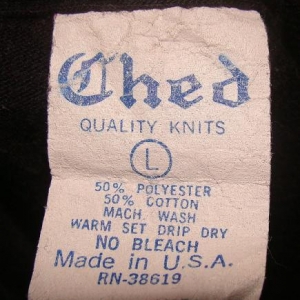 Ched
QUALITY KNITS
L
50% POLYESTER
50% COTTON
MACH. WASH
WARM SET DRIP DRY
NO BLEACH
Made in U.S.A.
RN-38619